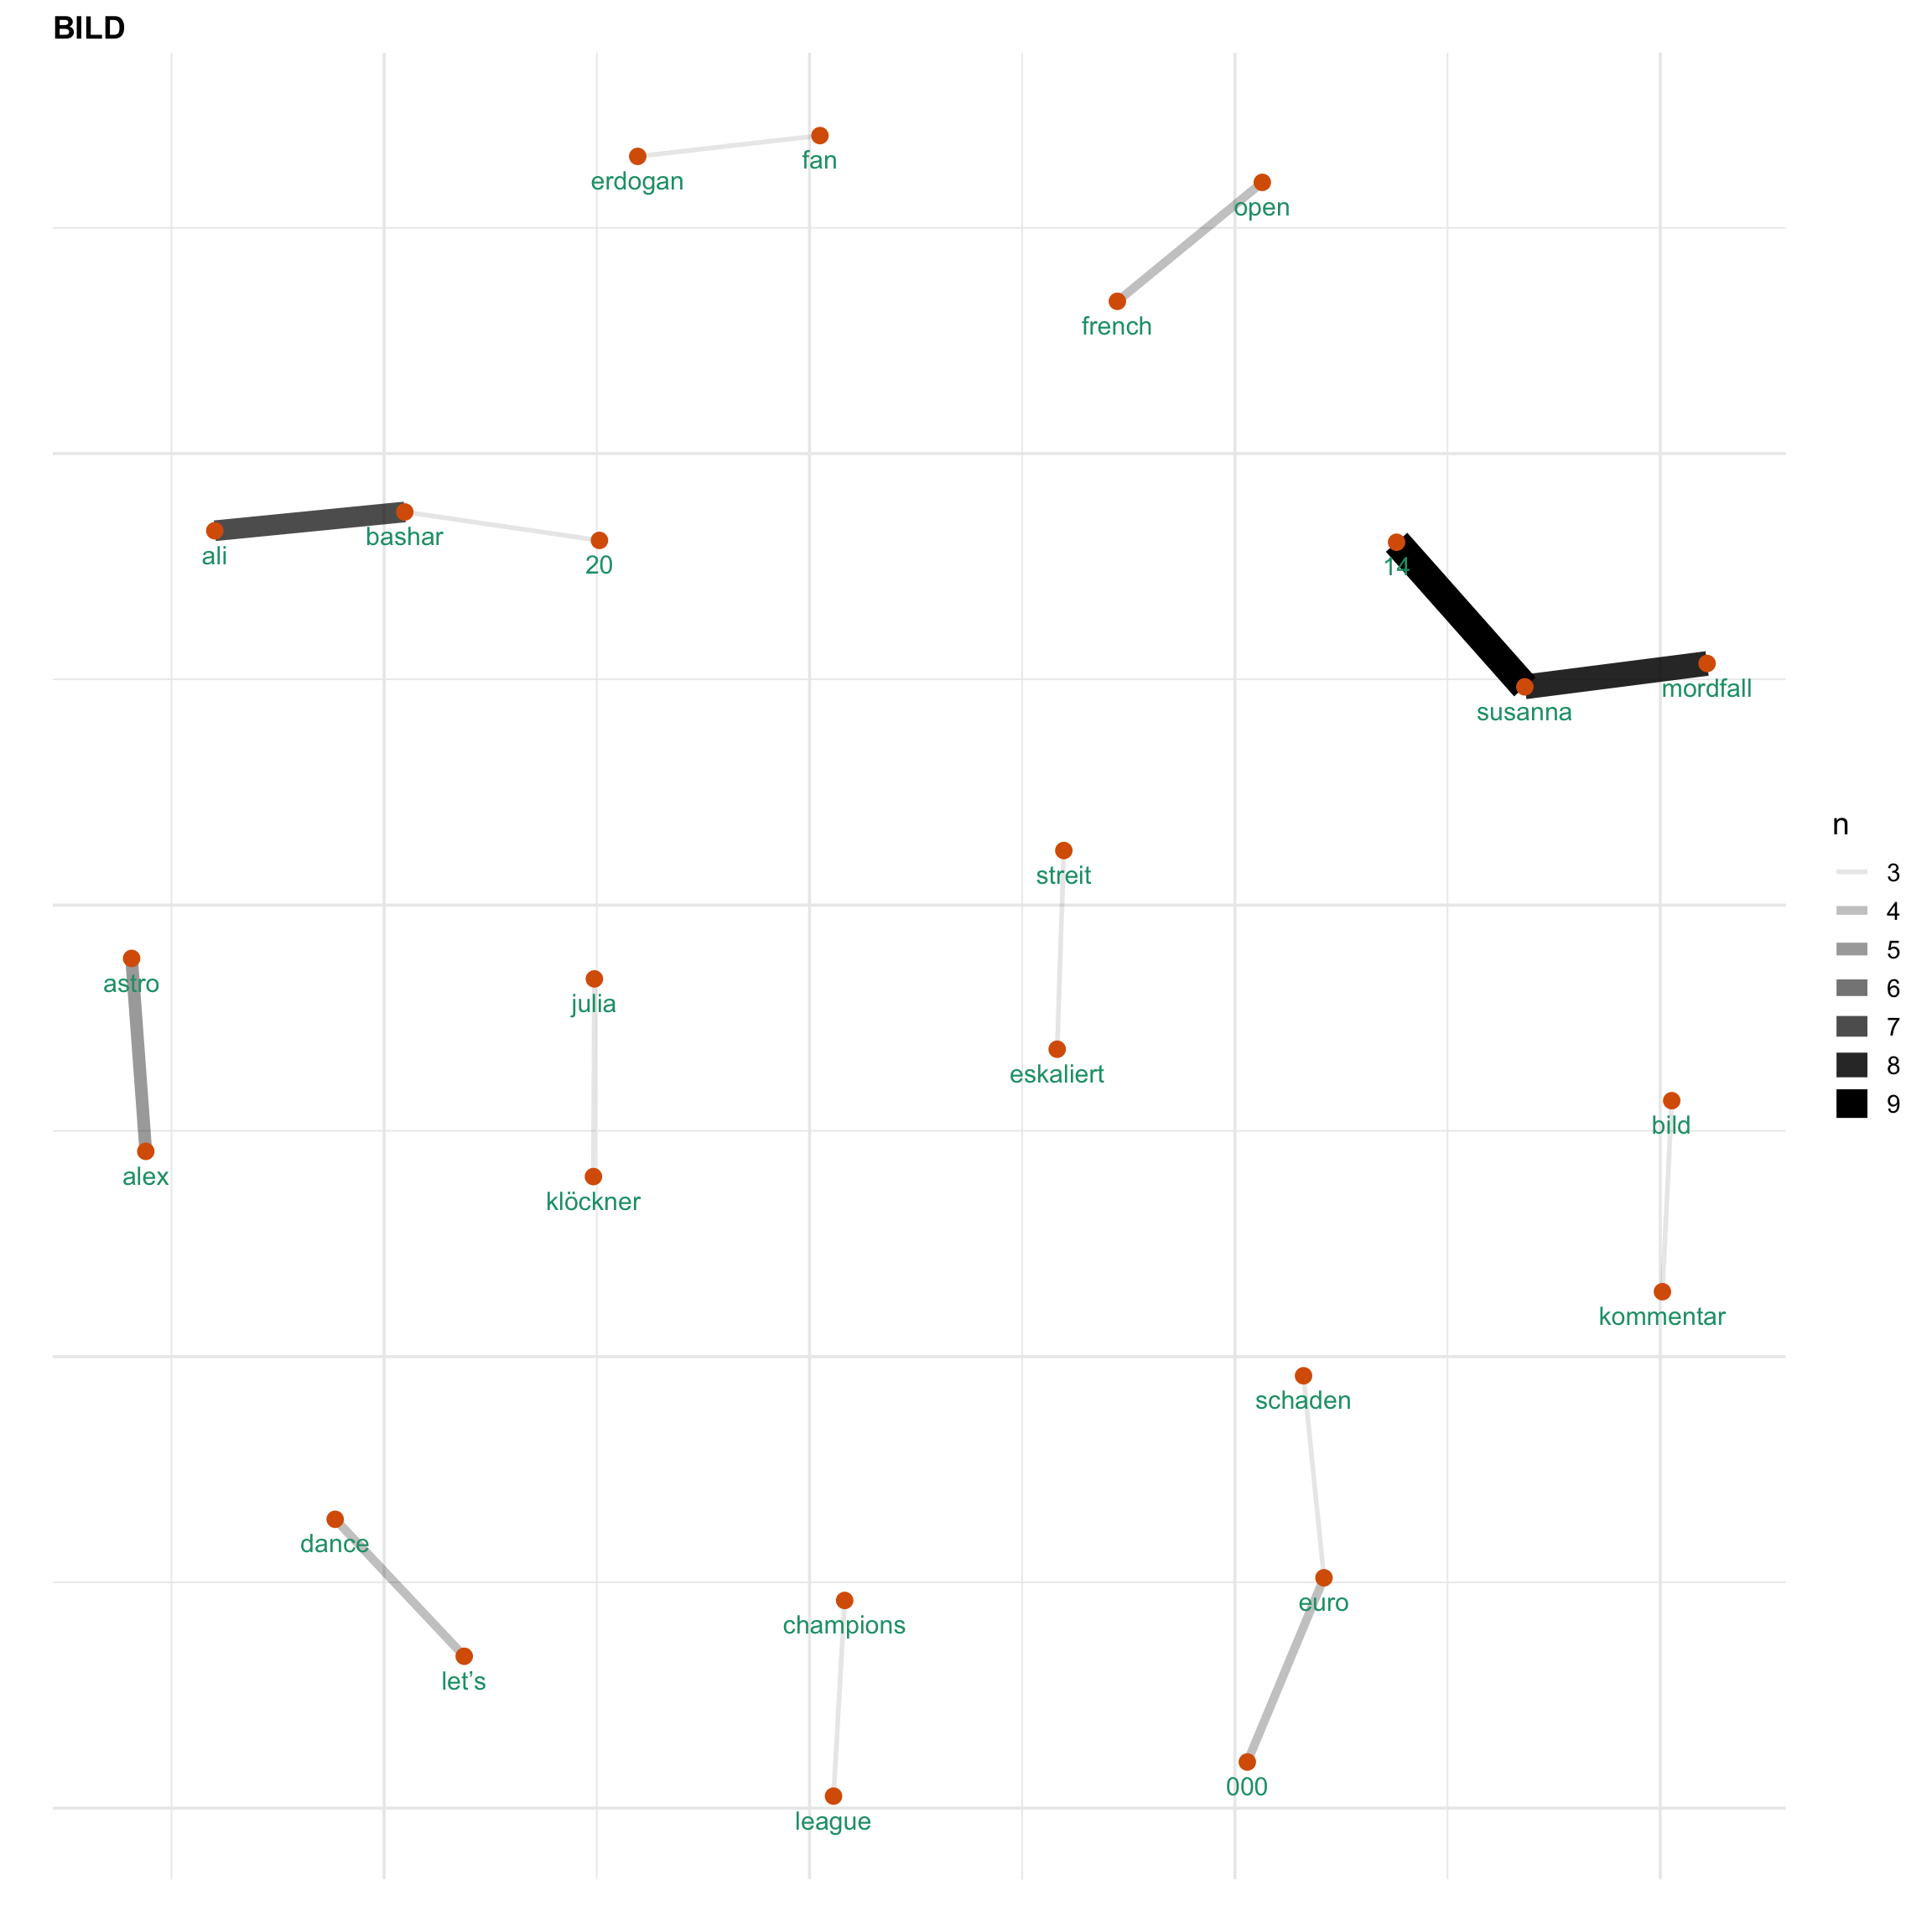 BILD
fan
erdogan
open
french
bashar
ali
20
14
mordfall
susanna
n
3
4
5
6
7
8
9
streit
astro
julia
eskaliert
bild
alex
klöckner
kommentar
schaden
dance
euro
champions
let’s
000
league